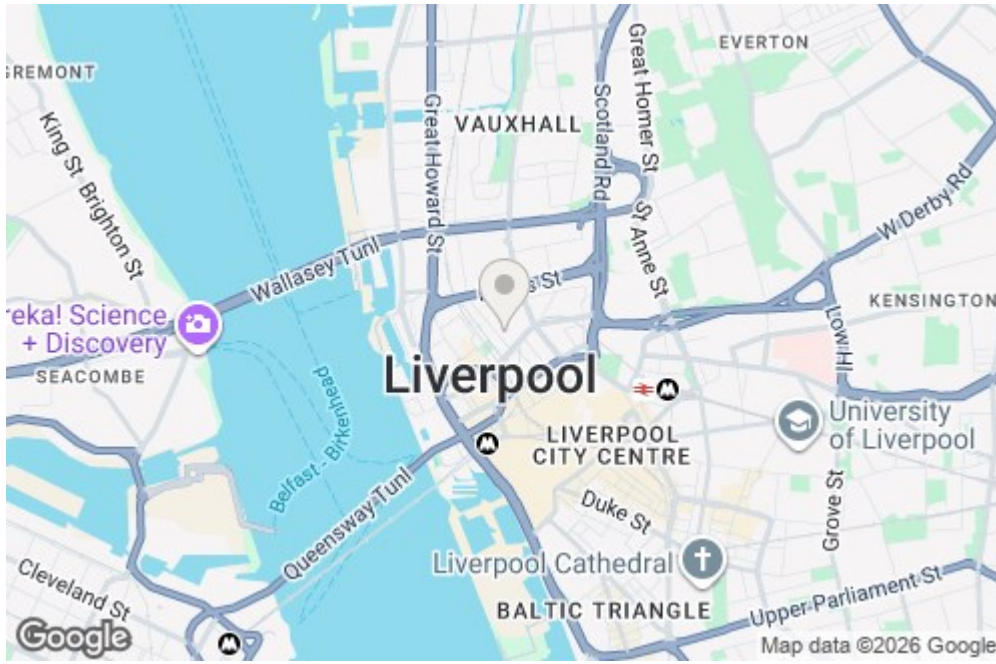 EVERTON
GREMONT
Great Homer St
Great Howard St
Scotland Rd
VAUXHALL
King St
Brighton St
W Derby Rd
St Anne St
Wallasey Tunl
s St
KENSINGTON
reka! Science
+ Discovery
Low Hill
SEACOMBE
Liverpool
Belfast - Birkenhead
University
of Liverpool
LIVERPOOL
CITY CENTRE
Queensway Tunl
Duke St
Grove St
Liverpool Cathedral
Cleveland St
BALTIC TRIANGLE
Upper Parliament St
Google
Map data ©2026 Google